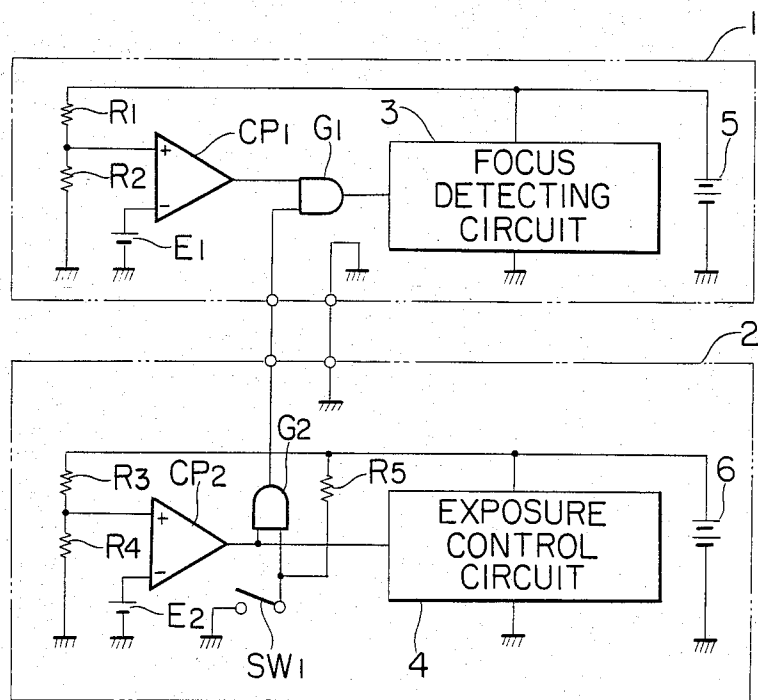 1
R1
R2
CP1
+
−
E1
G1
3
FOCUS
DETECTING
CIRCUIT
5
2
R3
R4
CP2
+
−
E2
G2
R5
SW1
EXPOSURE
CONTROL
CIRCUIT
4
6